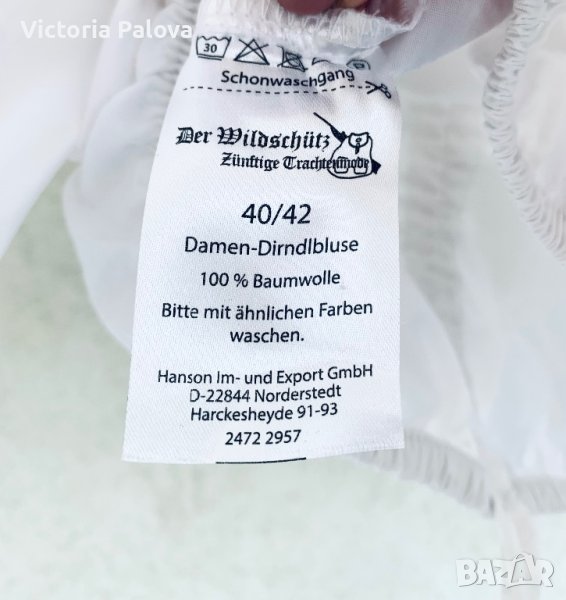 Victoria Palova
30
Schonwaschgang
Der Wildschütz
Zünftige Trachtenmode
40/42
Damen-Dirndlbluse
100 % Baumwolle
Bitte mit ähnlichen Farben
waschen.
Hanson Im- und Export GmbH
D-22844 Norderstedt
Harckesheyde 91-93
2472 2957
BAZAR